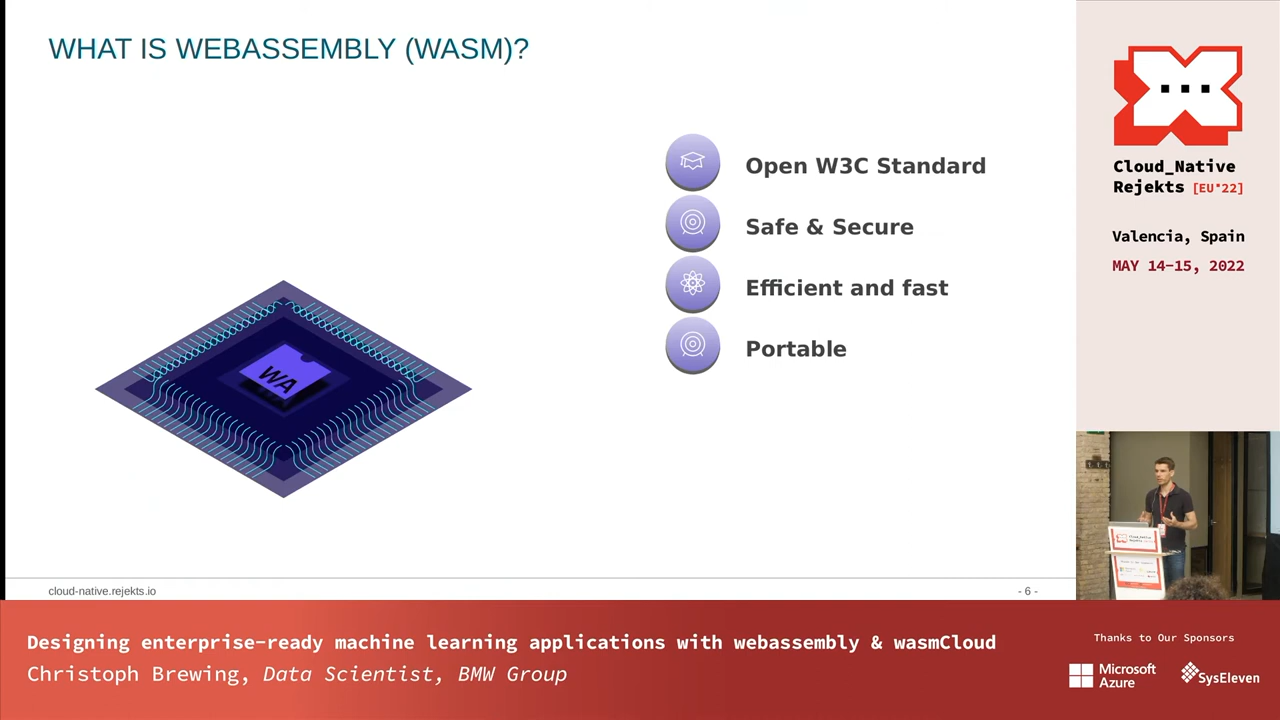 WHAT IS WEBASSEMBLY (WASM)?
WA
Open W3C Standard
Safe & Secure
Efficient and fast
Portable
cloud-native.rejekts.io
- 6 -
Cloud_Native
Rejekts [EU*22]
Valencia, Spain
MAY 14-15, 2022
Designing enterprise-ready machine learning applications with webassembly & wasmCloud
Christoph Brewing, Data Scientist, BMW Group
Thanks to Our Sponsors
Microsoft
Azure
SysEleven